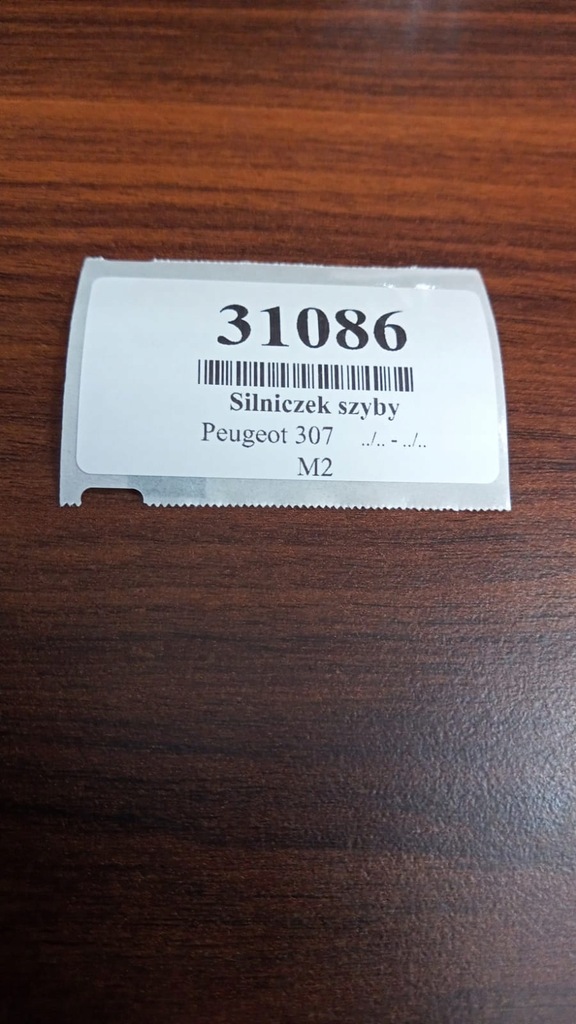 31086
Silniczek szyby
Peugeot 307 ../.. - ../..
M2